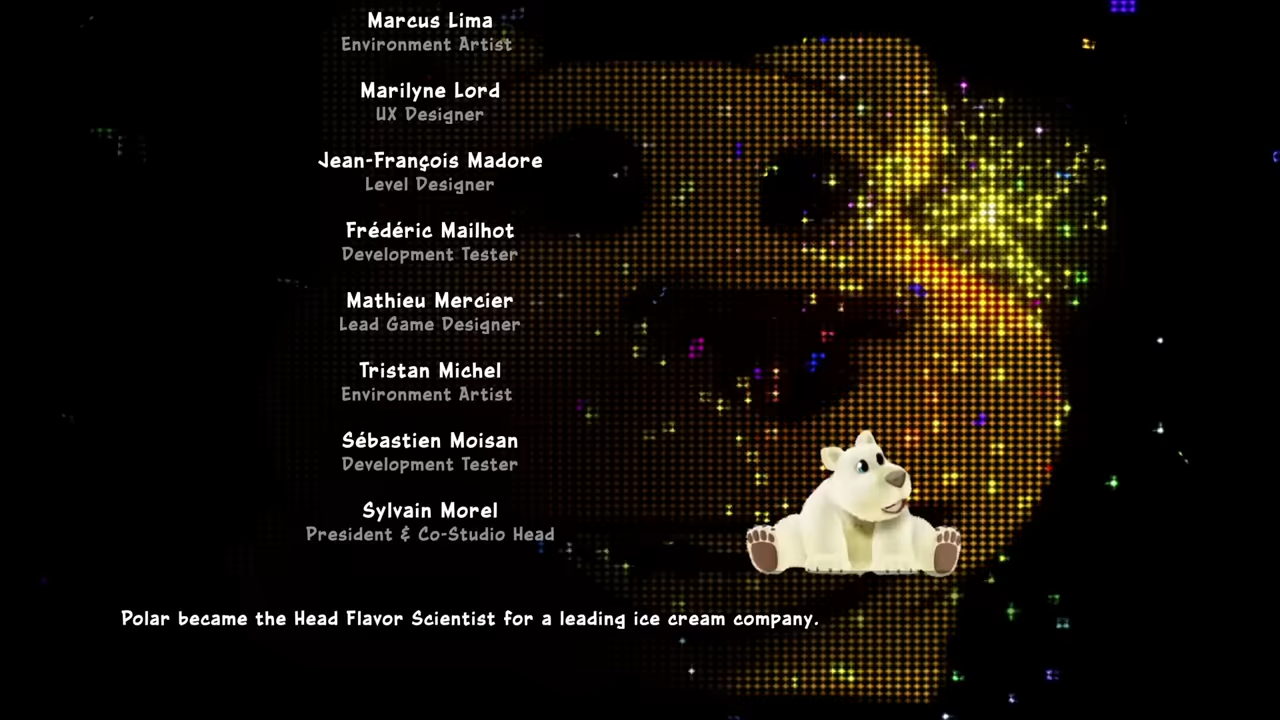 Marcus Lima
Environment Artist
Marilyne Lord
UX Designer
Jean-François Madore
Level Designer
Frédéric Mailhot
Development Tester
Mathieu Mercier
Lead Game Designer
Tristan Michel
Environment Artist
Sébastien Moisan
Development Tester
Sylvain Morel
President & Co-Studio Head
Polar became the Head Flavor Scientist for a leading ice cream company.